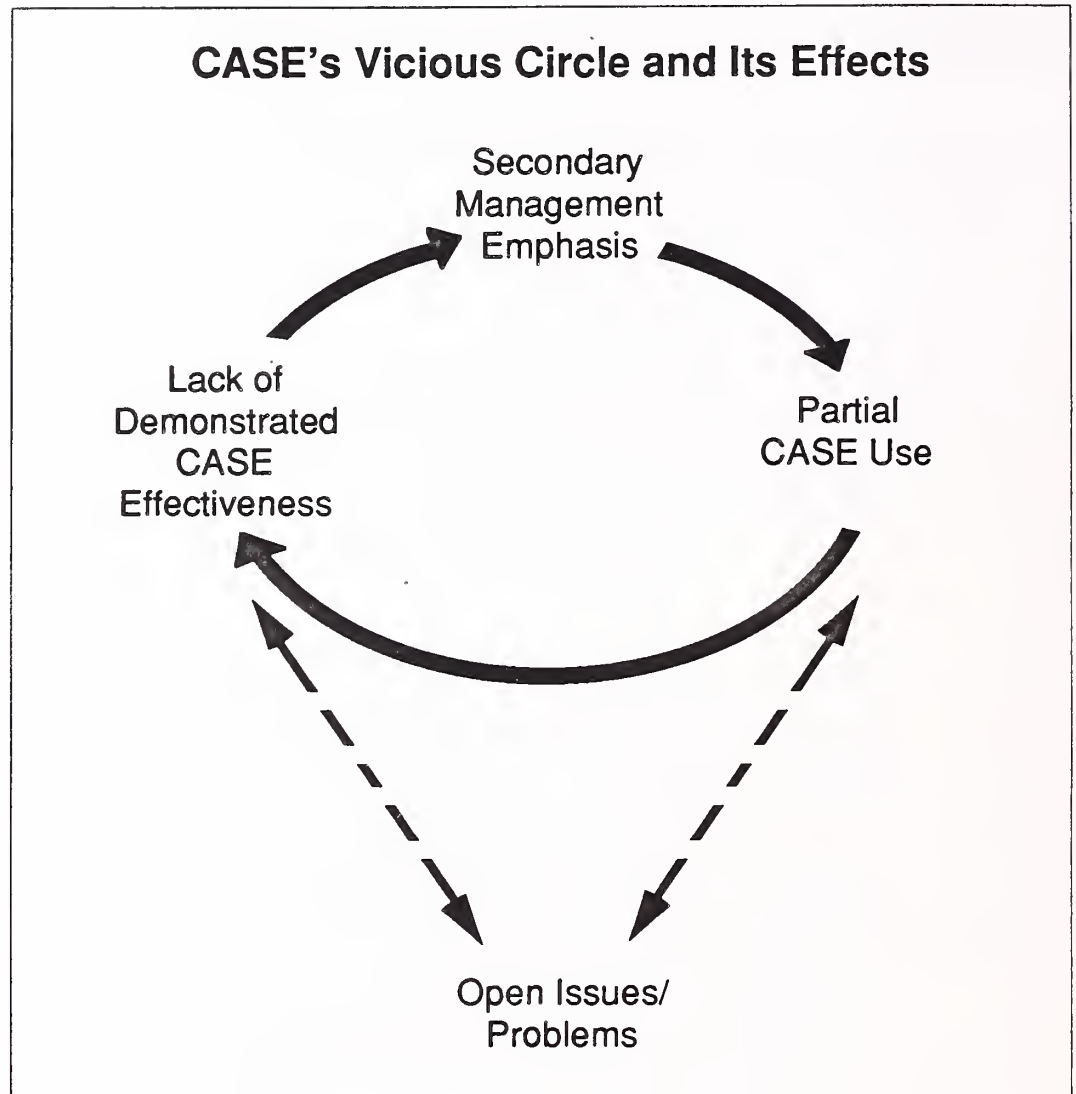 CASE's Vicious Circle and Its Effects
Secondary
Management
Emphasis
Lack of
Demonstrated
CASE
Effectiveness
Partial
CASE Use
Open Issues/
Problems